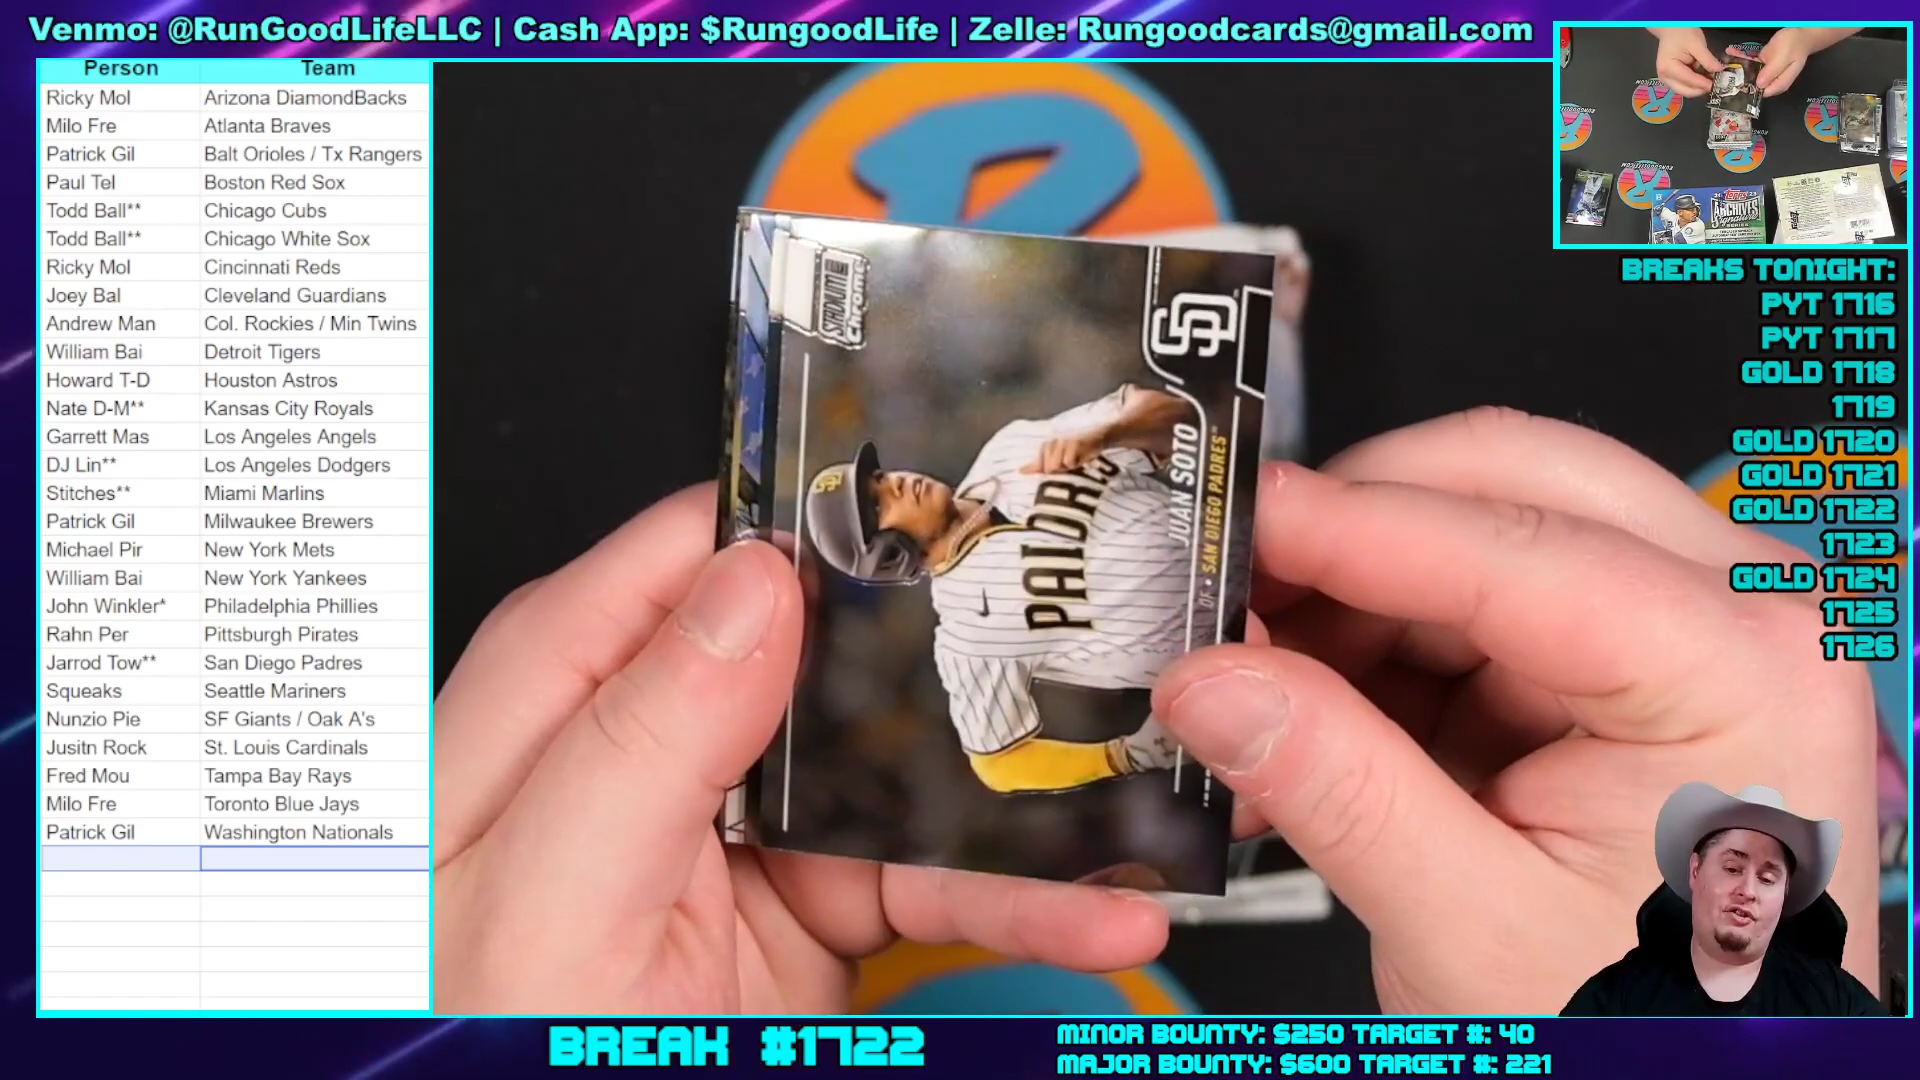 Venmo: @RunGoodLifeLLC | Cash App: $RungoodLife | Zelle: Rungoodcards@gmail.com
Person Team
Ricky Mol Arizona DiamondBacks
Milo Fre Atlanta Braves
Patrick Gil Balt Orioles / Tx Rangers
Paul Tel Boston Red Sox
Todd Ball** Chicago Cubs
Todd Ball** Chicago White Sox
Ricky Mol Cincinnati Reds
Joey Bal Cleveland Guardians
Andrew Man Col. Rockies / Min Twins
William Bai Detroit Tigers
Howard T-D Houston Astros
Nate D-M** Kansas City Royals
Garrett Mas Los Angeles Angels
DJ Lin** Los Angeles Dodgers
Stitches** Miami Marlins
Patrick Gil Milwaukee Brewers
Michael Pir New York Mets
William Bai New York Yankees
John Winkler* Philadelphia Phillies
Rahn Per Pittsburgh Pirates
Jarrod Tow** San Diego Padres
Squeaks Seattle Mariners
Nunzio Pie SF Giants / Oak A's
Jusitn Rock St. Louis Cardinals
Fred Mou Tampa Bay Rays
Milo Fre Toronto Blue Jays
Patrick Gil Washington Nationals
STADIUM
Chrome
SD
PADRES
JUAN SOTO
OF • SAN DIEGO PADRES™
Topps
ARCHIVES
Signature
SERIES
BREAKS TONIGHT:
PYT 1716
PYT 1717
GOLD 1718
1719
GOLD 1720
GOLD 1721
GOLD 1722
1723
GOLD 1724
1725
1726
BREAK #1722
MINOR BOUNTY: $250 TARGET #: 40
MAJOR BOUNTY: $600 TARGET #: 221